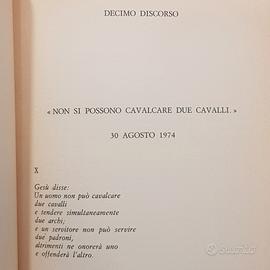 DECIMO DISCORSO
« NON SI POSSONO CAVALCARE DUE CAVALLI. »
30 AGOSTO 1974
X
Gesù disse:
Un uomo non può cavalcare
due cavalli
e tendere simultaneamente
due archi;
e un servitore non può servire
due padroni,
altrimenti ne onorerà uno
e offenderà l'altro.
subito